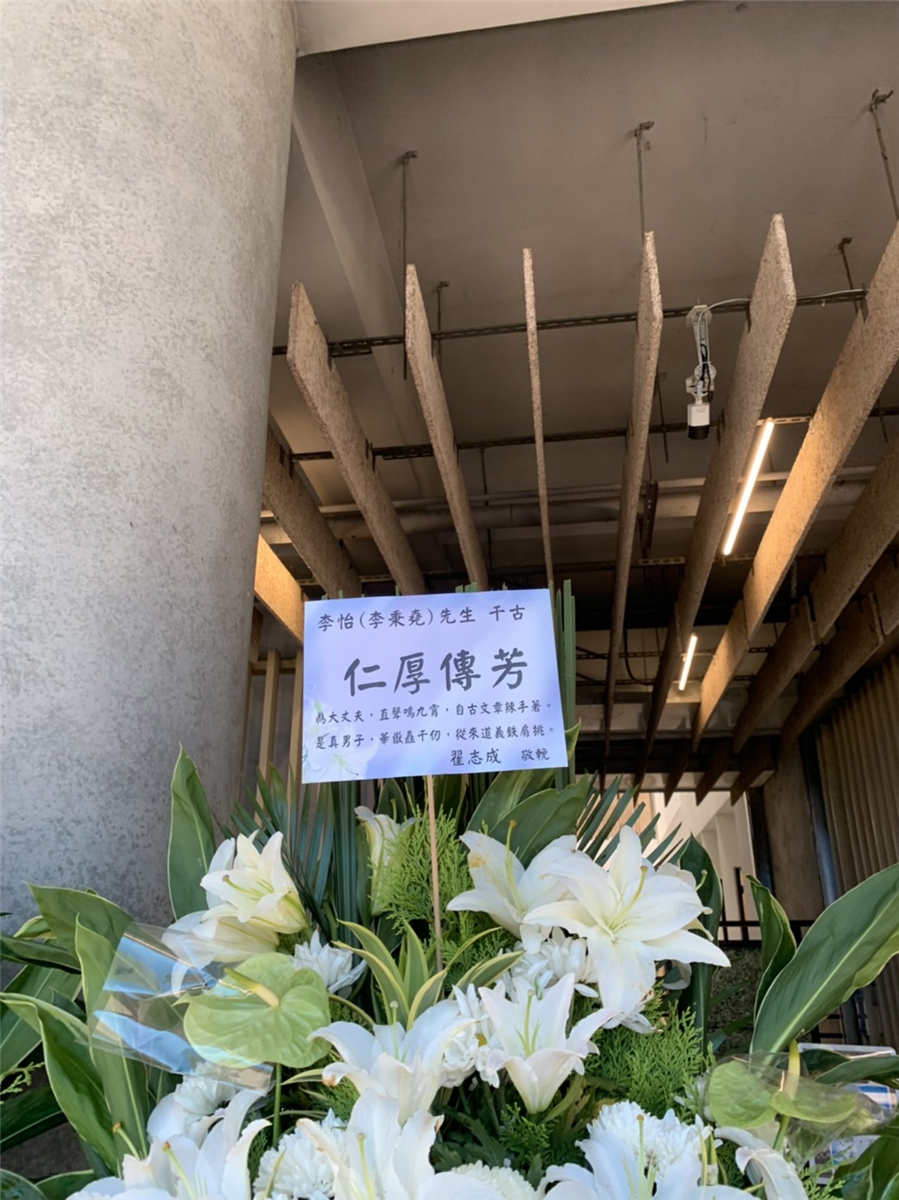 李怡(李秉堯)先生 千古
仁厚傳芳
為大丈夫，直聲鳴九霄，自古文章辣手著。
是真男子，華嶽矗千仞，從來道義鉄肩挑。
翟志成 敬輓